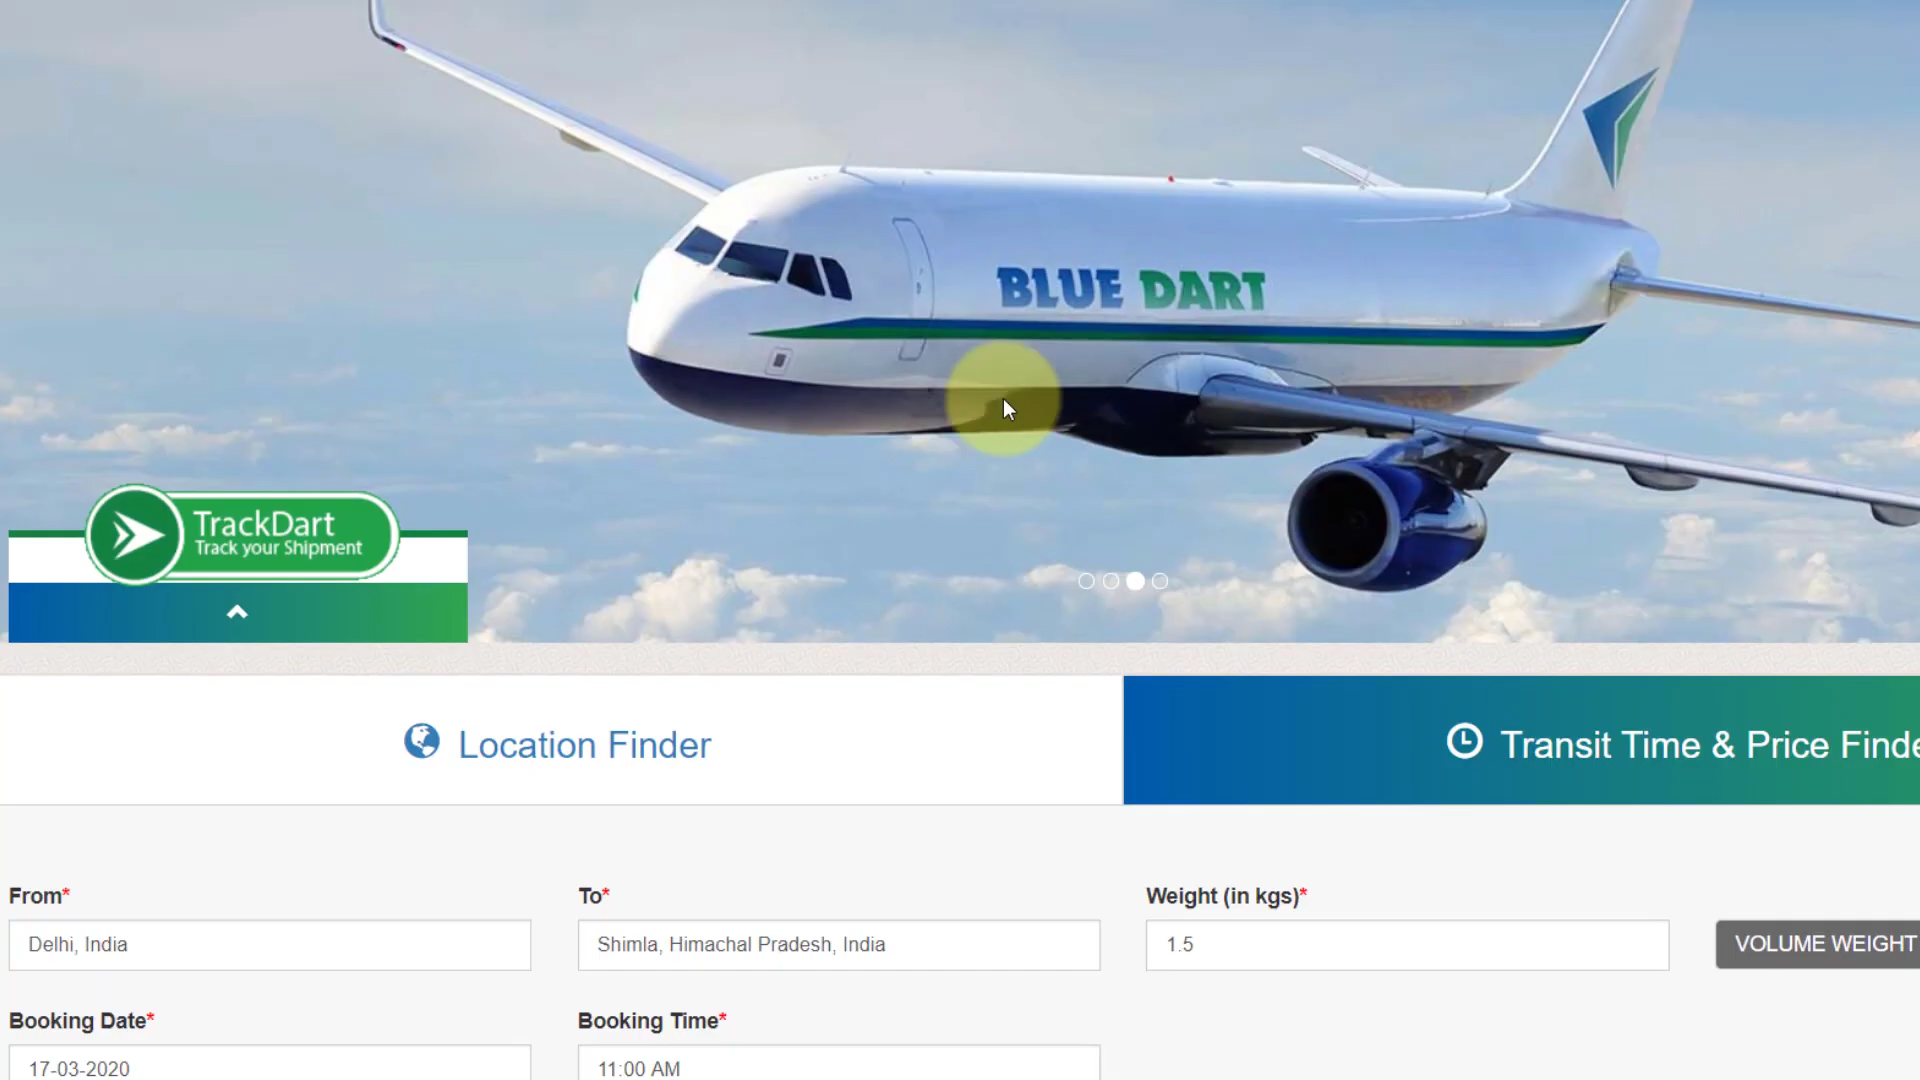 BLUE DART
TrackDart
Track your Shipment
Location Finder
Transit Time & Price Finde
From*
To*
Weight (in kgs)*
Delhi, India
Shimla, Himachal Pradesh, India
1.5
VOLUME WEIGHT
Booking Date*
Booking Time*
17-03-2020
11:00 AM